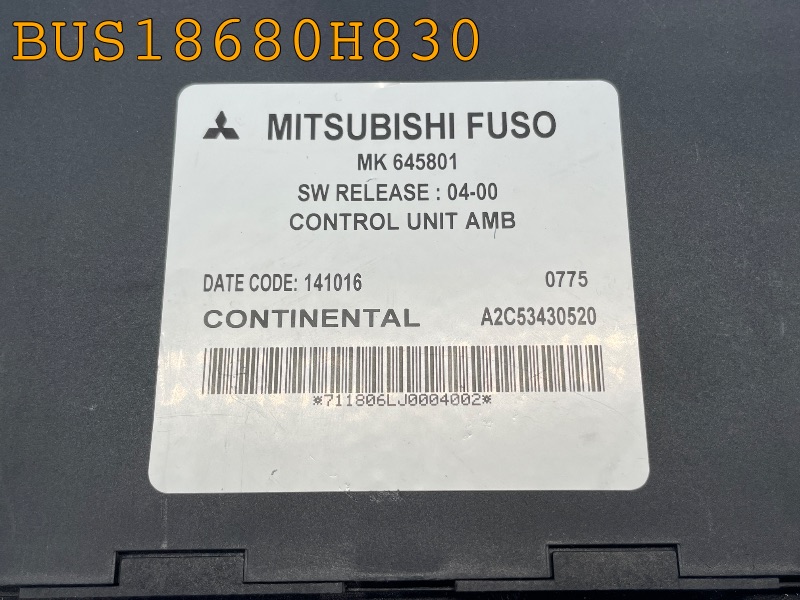 BUS18680H830
MITSUBISHI FUSO
MK 645801
SW RELEASE : 04-00
CONTROL UNIT AMB
DATE CODE: 141016 0775
CONTINENTAL A2C53430520
*711806LJ0004002*